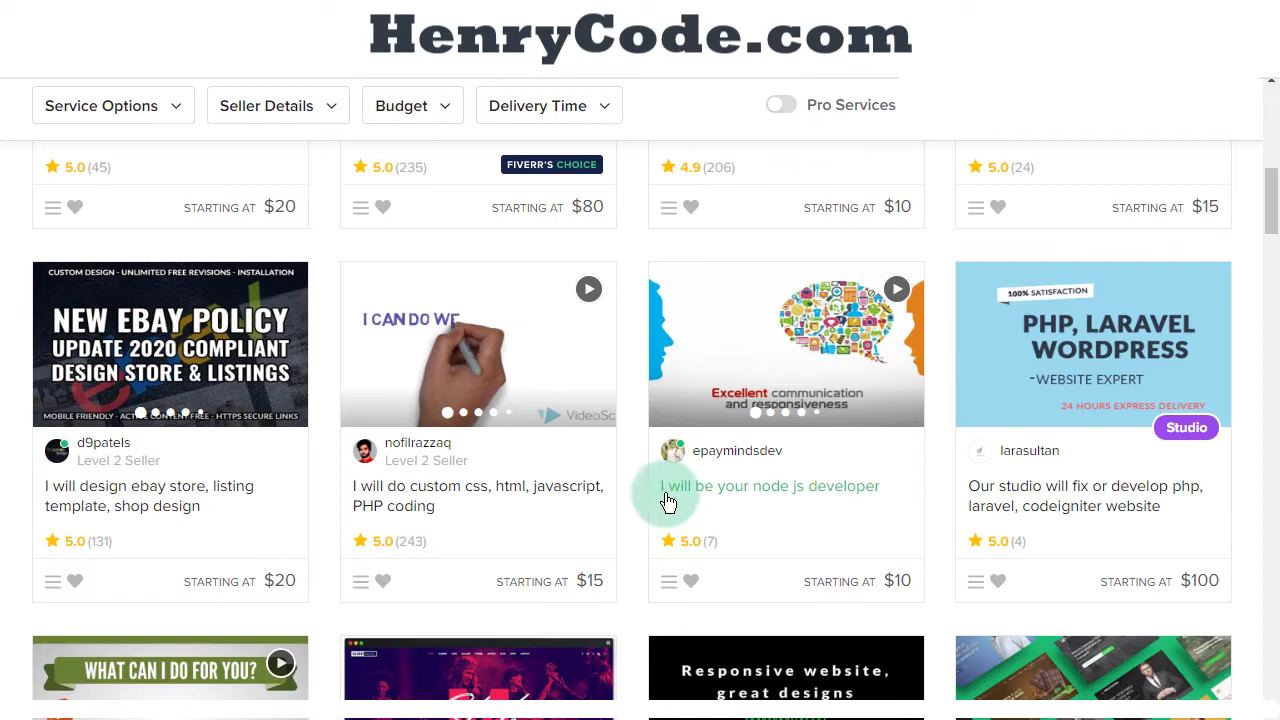 HenryCode.com
Service Options
Seller Details
Budget
Delivery Time
Pro Services
5.0 (45)
5.0 (235)
FIVERR'S CHOICE
4.9 (206)
5.0 (24)
STARTING AT $20
STARTING AT $80
STARTING AT $10
STARTING AT $15
CUSTOM DESIGN - UNLIMITED FREE REVISIONS - INSTALLATION
NEW EBAY POLICY
UPDATE 2020 COMPLIANT
DESIGN STORE & LISTINGS
MOBILE FRIENDLY - ACTIVE CONTENT FREE - HTTPS SECURE LINKS
d9patels
Level 2 Seller
I will design ebay store, listing
template, shop design
5.0 (131)
STARTING AT $20
I CAN DO WE
VideoSc
nofilrazzaq
Level 2 Seller
I will do custom css, html, javascript,
PHP coding
5.0 (243)
STARTING AT $15
Excellent communication
and responsiveness
epaymindsdev
I will be your node js developer
5.0 (7)
STARTING AT $10
100% SATISFACTION
PHP, LARAVEL
WORDPRESS
-WEBSITE EXPERT
24 HOURS EXPRESS DELIVERY
Studio
larasultan
Our studio will fix or develop php,
laravel, codeigniter website
5.0 (4)
STARTING AT $100
WHAT CAN I DO FOR YOU?
Responsive website,
great designs